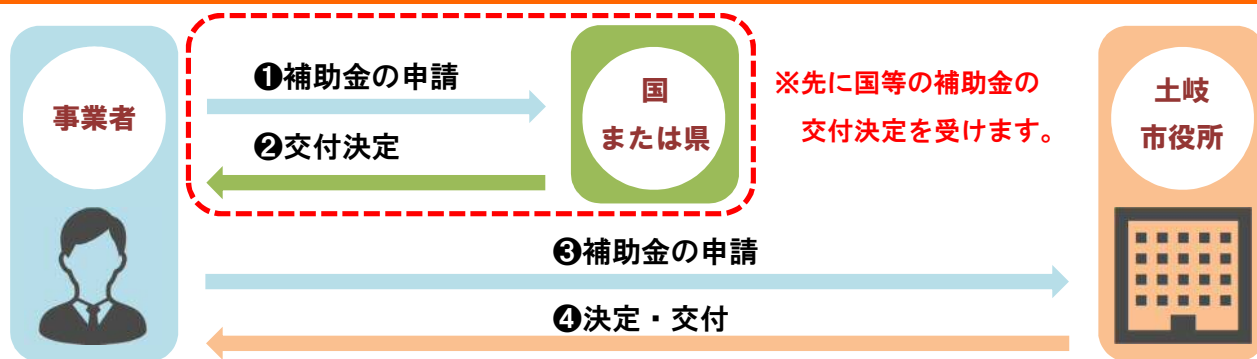 事業者
❶補助金の申請
❷交付決定
国
または県
※先に国等の補助金の
交付決定を受けます。
土岐
市役所
❸補助金の申請
❹決定・交付